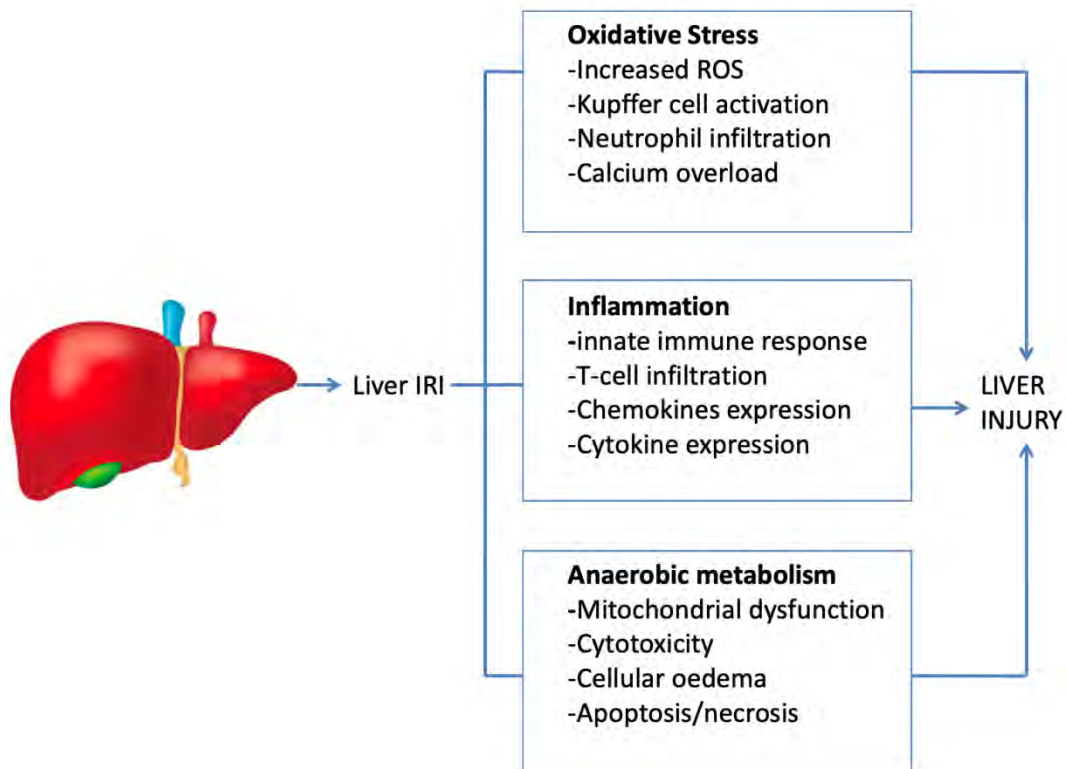 Oxidative Stress
-Increased ROS
-Kupffer cell activation
-Neutrophil infiltration
-Calcium overload
Liver IRI
Inflammation
-innate immune response
-T-cell infiltration
-Chemokines expression
-Cytokine expression
LIVER
INJURY
Anaerobic metabolism
-Mitochondrial dysfunction
-Cytotoxicity
-Cellular oedema
-Apoptosis/necrosis